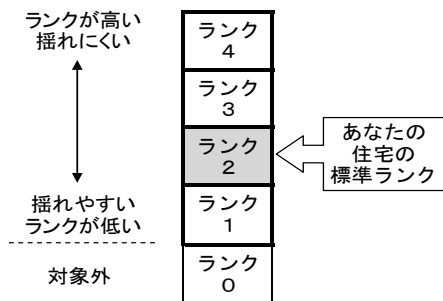 ランクが高い
揺れにくい
揺れやすい
ランクが低い
対象外
ランク
4
ランク
3
ランク
2
ランク
1
ランク
0
あなたの
住宅の
標準ランク